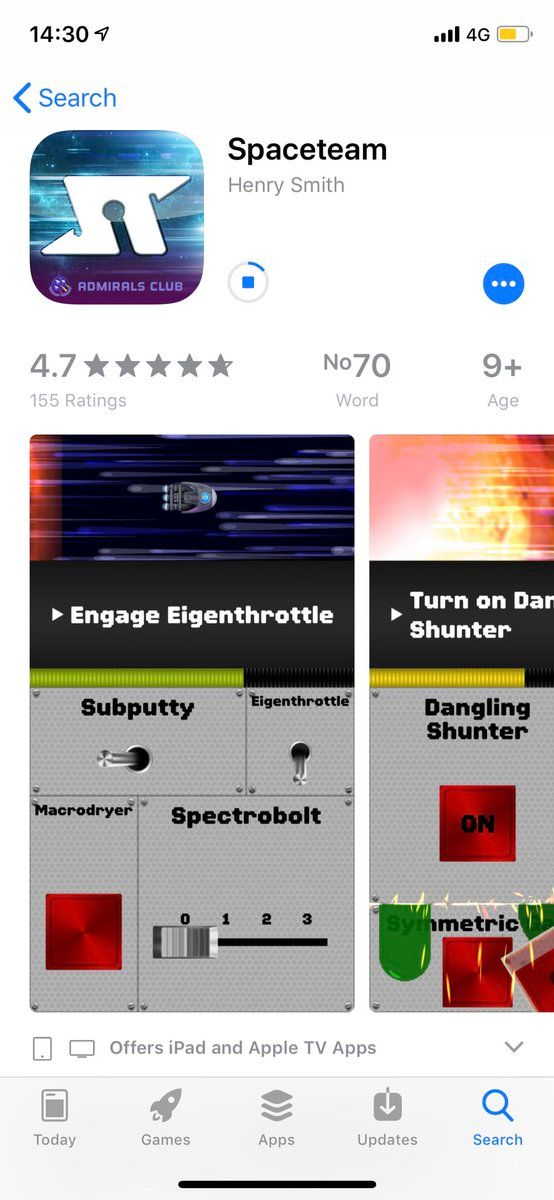 14:30
4G
Search
Spaceteam
Henry Smith
ADMIRALS CLUB
4.7
No70
9+
155 Ratings
Word
Age
Engage Eigenthrottle
Turn on Dan
Shunter
Subputty
Eigenthrottle
Dangling
Shunter
Macrodryer
Spectrobolt
ON
0 1 2 3
Symmetric
Offers iPad and Apple TV Apps
Today
Games
Apps
Updates
Search